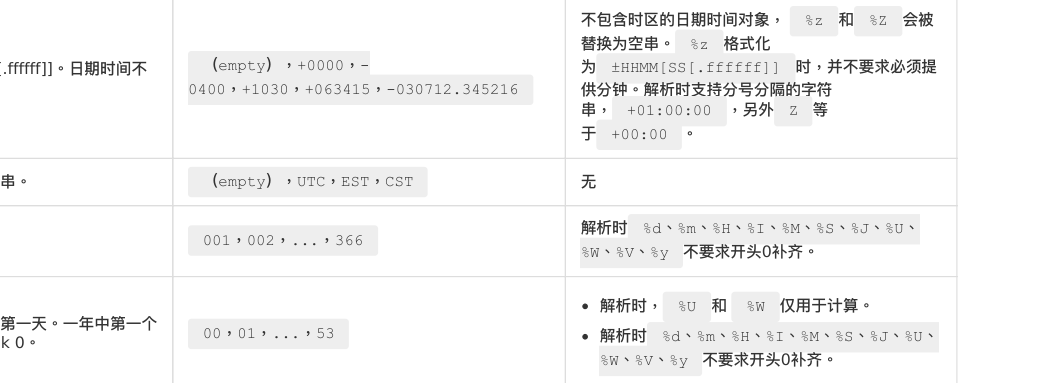 [.ffffff]]。日期时间不
(empty) ，+0000，-
0400，+1030，+063415，-030712.345216
不包含时区的日期时间对象， %z 和 %Z 会被
替换为空串。 %z 格式化
为 ±HHMM[SS[.ffffff]] 时，并不要求必须提
供分钟。解析时支持分号分隔的字符
串， +01:00:00 ，另外 Z 等
于 +00:00 。
串。
(empty) ，UTC，EST，CST
无
001，002，...，366
解析时 %d、%m、%H、%I、%M、%S、%J、%U、
%W、%V、%y 不要求开头0补齐。
第一天。一年中第一个
k 0。
00，01，...，53
• 解析时， %U 和 %W 仅用于计算。
• 解析时 %d、%m、%H、%I、%M、%S、%J、%U、
%W、%V、%y 不要求开头0补齐。